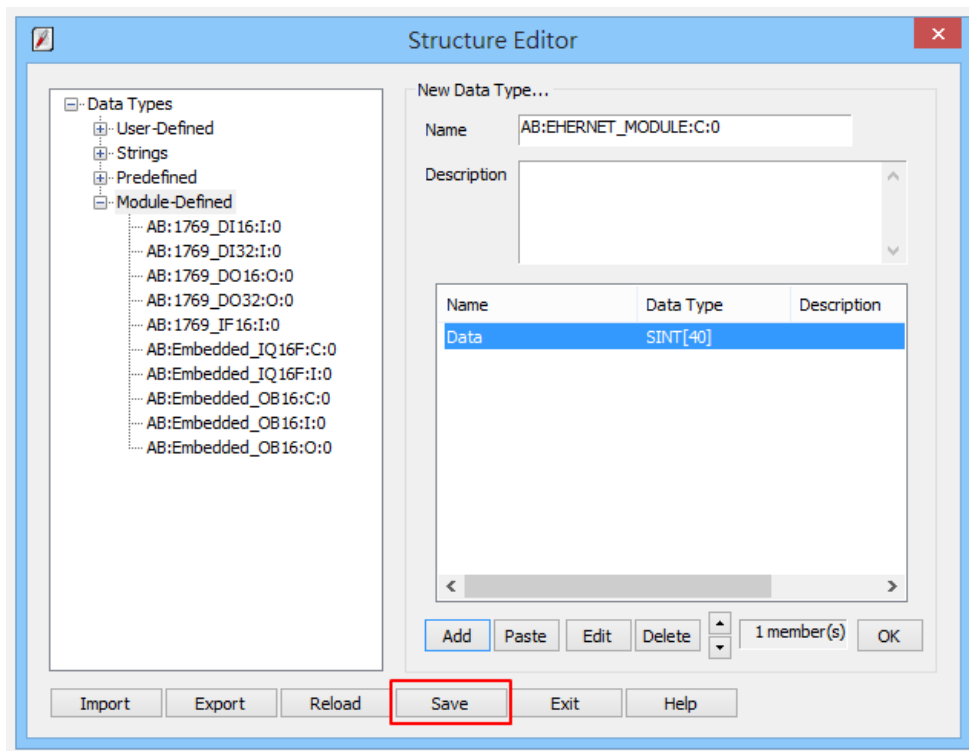 Structure Editor
Data Types
User-Defined
Strings
Predefined
Module-Defined
AB:1769_DI16:I:0
AB:1769_DI32:I:0
AB:1769_DO16:O:0
AB:1769_DO32:O:0
AB:1769_IF16:I:0
AB:Embedded_IQ16F:C:0
AB:Embedded_IQ16F:I:0
AB:Embedded_OB16:C:0
AB:Embedded_OB16:I:0
AB:Embedded_OB16:O:0
New Data Type...
Name AB:EHERNET_MODULE:C:0
Description
Name Data Type Description
Data SINT[40]
Add Paste Edit Delete 1 member(s) OK
Import Export Reload Save Exit Help